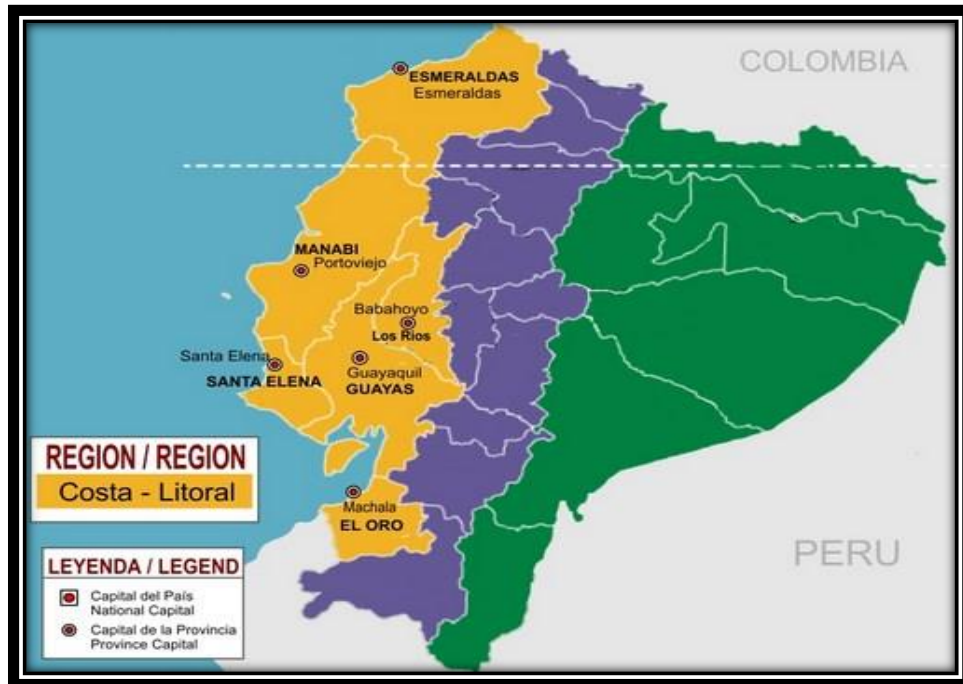 COLOMBIA
ESMERALDAS
Esmeraldas
MANABI
Portoviejo
Babahoyo
Los Rios
Santa Elena
SANTA ELENA
Guayaquil
GUAYAS
REGION / REGION
Costa - Litoral
Machala
EL ORO
PERU
LEYENDA / LEGEND
Capital del País
National Capital
Capital de la Provincia
Province Capital